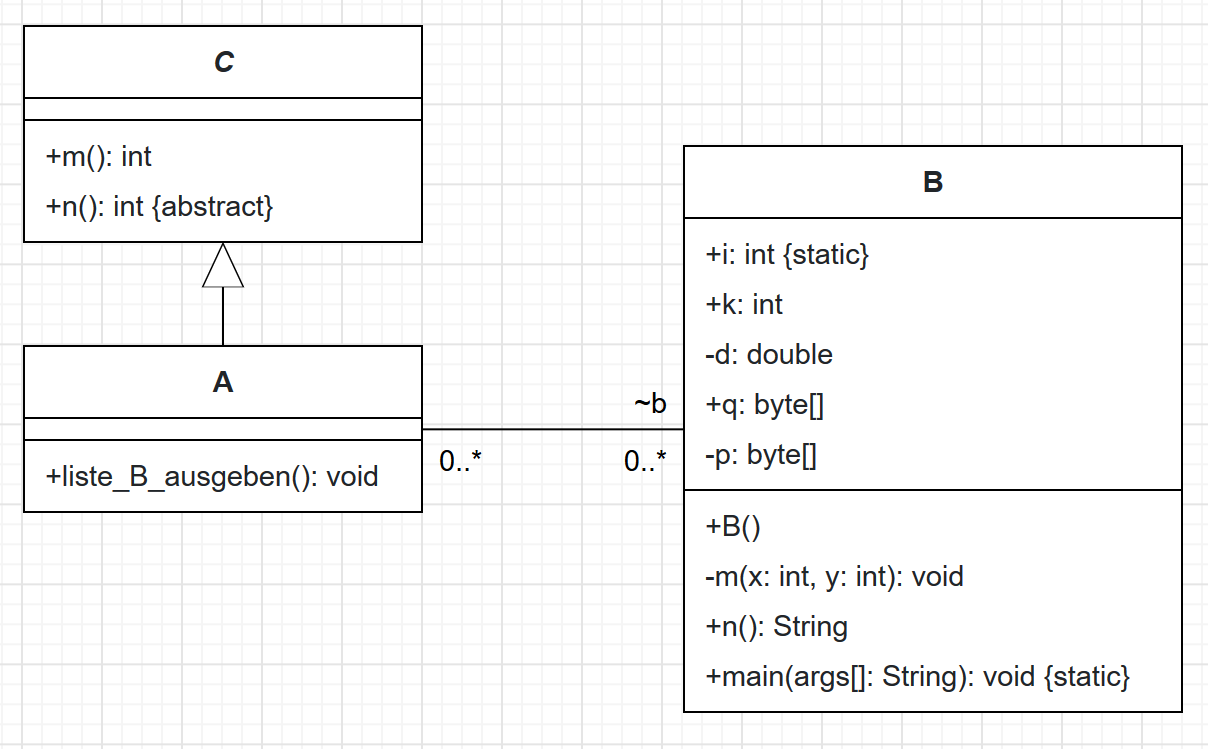 C
+m(): int
+n(): int {abstract}
A
+liste_B_ausgeben(): void
~b
0..*
0..*
B
+i: int {static}
+k: int
-d: double
+q: byte[]
-p: byte[]
+B()
-m(x: int, y: int): void
+n(): String
+main(args[]: String): void {static}